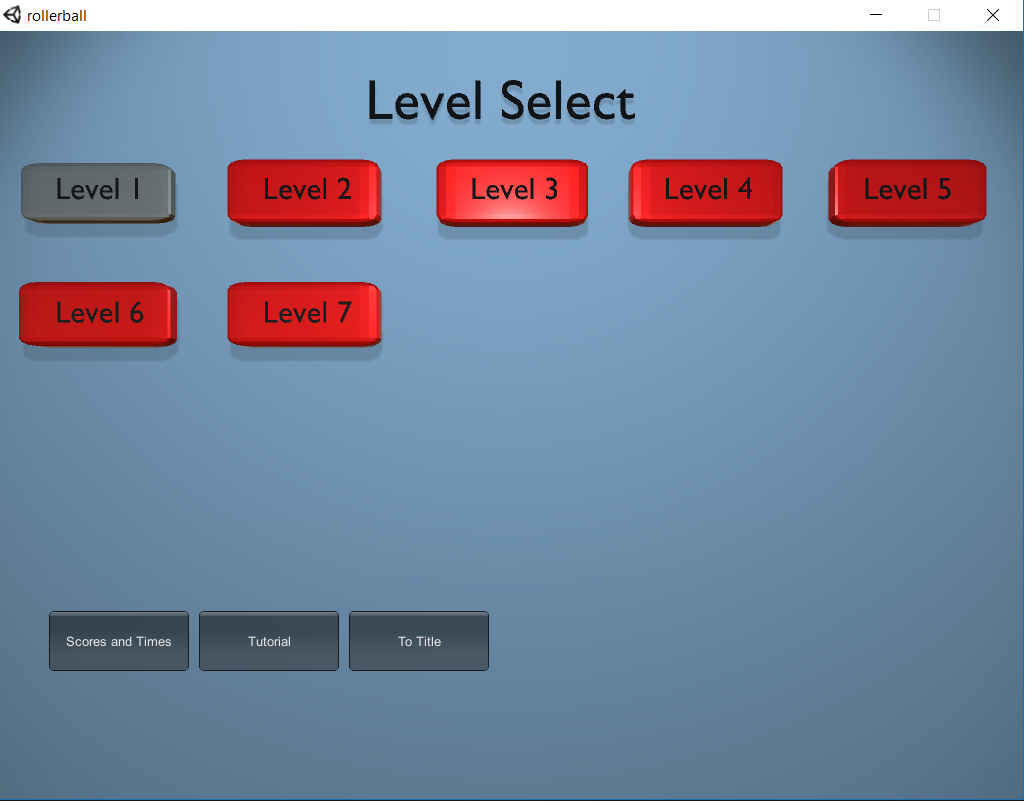 rollerball
Level Select
Level 1
Level 2
Level 3
Level 4
Level 5
Level 6
Level 7
Scores and Times
Tutorial
To Title